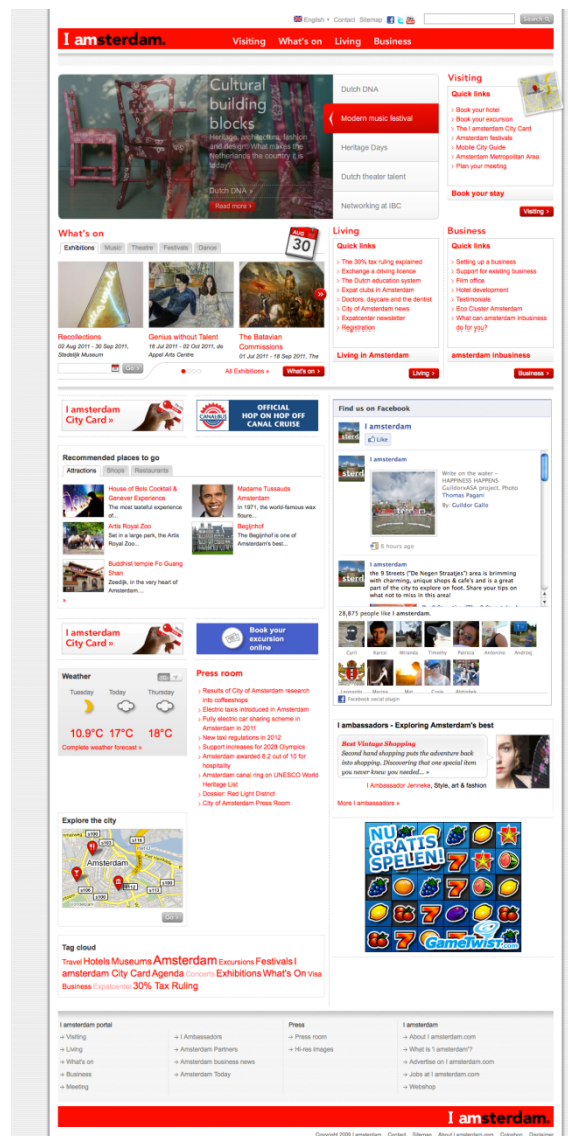 English
Contact
Sitemap
Search
I amsterdam.
Visiting
What's on
Living
Business
Cultural
building
blocks
Heritage, architecture, fashion
and design: What makes the
Netherlands the country it is
today?
Dutch DNA >
Read more >
Dutch DNA
Modern music festival
Heritage Days
Dutch theater talent
Networking at IBC
Visiting
Quick links
> Book your hotel
> Book your excursion
> The I amsterdam City Card
> Amsterdam festivals
> Mobile City Guide
> Amsterdam Metropolitan Area
> Plan your meeting
Book your stay
Visiting >
What's on
AUG
30
Exhibitions
Music
Theatre
Festivals
Dance
Recollections
02 Aug 2011 - 30 Sep 2011,
Stedelijk Museum
Genius without Talent
16 Jul 2011 - 02 Oct 2011, de
Appel Arts Centre
The Batavian
Commissions
01 Jul 2011 - 16 Sep 2011, The
Go >
All Exhibitions »
What's on >
Living
Quick links
> The 30% tax ruling explained
> Exchange a driving licence
> The Dutch education system
> Expat clubs in Amsterdam
> Doctors, daycare and the dentist
> City of Amsterdam news
> Expatcenter newsletter
> Registration
Living in Amsterdam
Living >
Business
Quick links
> Setting up a business
> Support for existing business
> Film office
> Hotel development
> Testimonials
> Eco Cluster Amsterdam
> What can amsterdam inbusiness
do for you?
amsterdam inbusiness
Business >
I amsterdam
City Card »
CANALBUS
OFFICIAL
HOP ON HOP OFF
CANAL CRUISE
Recommended places to go
Attractions
Shops
Restaurants
House of Bols Cocktail &
Genever Experience
The most tasteful experience
of...
Madame Tussauds
Amsterdam
In 1971, the world-famous wax
figure...
Artis Royal Zoo
Set in a large park, the Artis
Royal Zoo...
Begijnhof
The Begijnhof is one of
Amsterdam's best...
Buddhist temple Fo Guang
Shan
Zeedijk, in the very heart of
Amsterdam....
»
I amsterdam
City Card »
Book your
excursion
online
Weather
Tuesday
Today
Thursday
10.9°C
17°C
18°C
Complete weather forecast »
Press room
> Results of City of Amsterdam research
into coffeeshops
> Electric taxis introduced in Amsterdam
> Fully electric car sharing scheme in
Amsterdam in 2011
> New taxi regulations in 2012
> Support increases for 2028 Olympics
> Amsterdam awarded 8.2 out of 10 for
hospitality
> Amsterdam canal ring on UNESCO World
Heritage List
> Dossier: Red Light District
> City of Amsterdam Press Room
Explore the city
Amsterdam
s100
s116
s106
s100
s112
s113
Go >
Tag cloud
Travel Hotels Museums Amsterdam Excursions Festivals I
amsterdam City Card Agenda Concerts Exhibitions What's On Visa
Business Expatcenter 30% Tax Ruling
Find us on Facebook
I amsterdam
Like
I amsterdam
Write on the water –
HAPPINESS HAPPENS
GuildorxASA project. Photo
Thomas Pagani
By: Guildor Gallo
6 hours ago
I amsterdam
the 9 Streets ("De Negen Straatjes") area is brimming
with charming, unique shops & cafe's and is a great
part of the city to explore on foot. Share your tips on
what not to miss in this area!
28,875 people like I amsterdam.
Cyril
Miranda
Timothy
Patricia
Facebook social plugin
I ambassadors - Exploring Amsterdam's best
Best Vintage Shopping
Second hand shopping puts the adventure back
into shopping. Discovering that one special item
you never knew you needed... »
I Ambassador Jenneke, Style, art & fashion
More I ambassadors »
NU
GRATIS
SPELEN!
GameTwist.com
I amsterdam portal
→ Visiting
→ Living
→ What's on
→ Business
→ Meeting
→ I Ambassadors
→ Amsterdam Partners
→ Amsterdam business news
→ Amsterdam Today
Press
→ Press room
→ Hi-res images
I amsterdam
→ About I amsterdam.com
→ What is 'I amsterdam'?
→ Advertise on I amsterdam.com
→ Jobs at I amsterdam.com
→ Webshop
I amsterdam.
Copyright 2009 I amsterdam
Contact
Sitemap
About I amsterdam.com
Colophon
Disclaimer